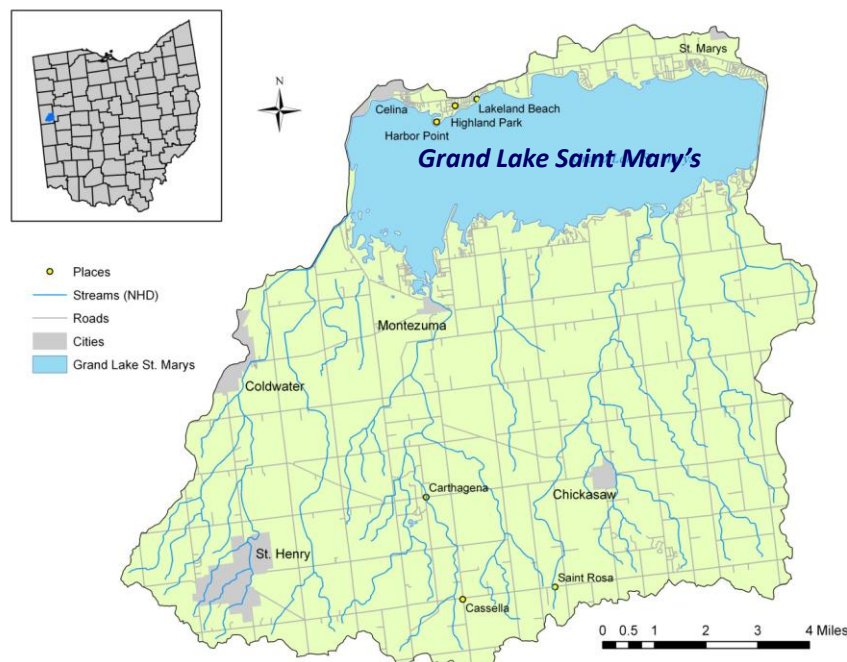 N
St. Marys
Celina
Lakeland Beach
Highland Park
Harbor Point
Grand Lake Saint Mary's
Places
Streams (NHD)
Roads
Cities
Grand Lake St. Marys
Montezuma
Coldwater
Carthagena
Chickasaw
St. Henry
Saint Rosa
Cassella
0 0.5 1 2 3 4 Miles